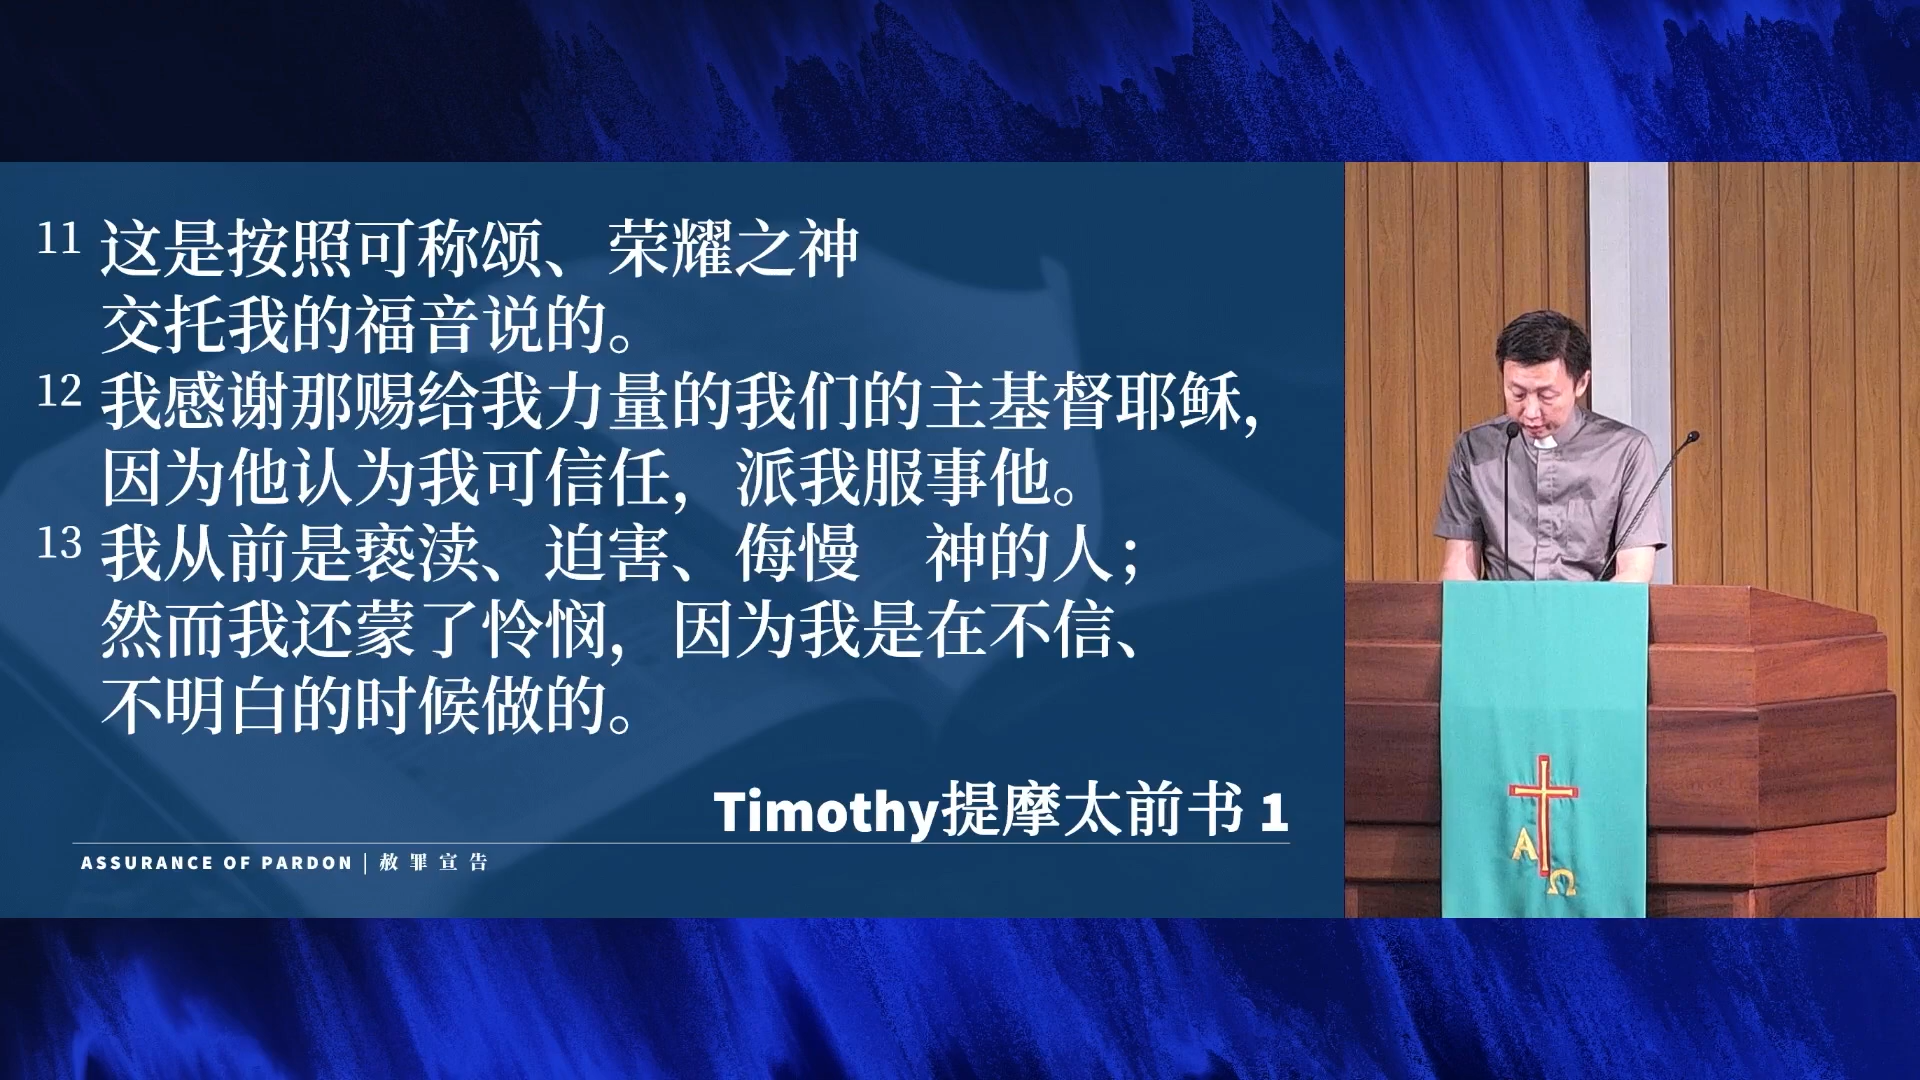 11 这是按照可称颂、荣耀之神
交托我的福音说的。
12 我感谢那赐给我力量的我们的主基督耶稣,
因为他认为我可信任，派我服事他。
13 我从前是亵渎、迫害、侮慢　神的人；
然而我还蒙了怜悯，因为我是在不信、
不明白的时候做的。
Timothy提摩太前书 1
ASSURANCE OF PARDON | 赦罪宣告
Α
Ω